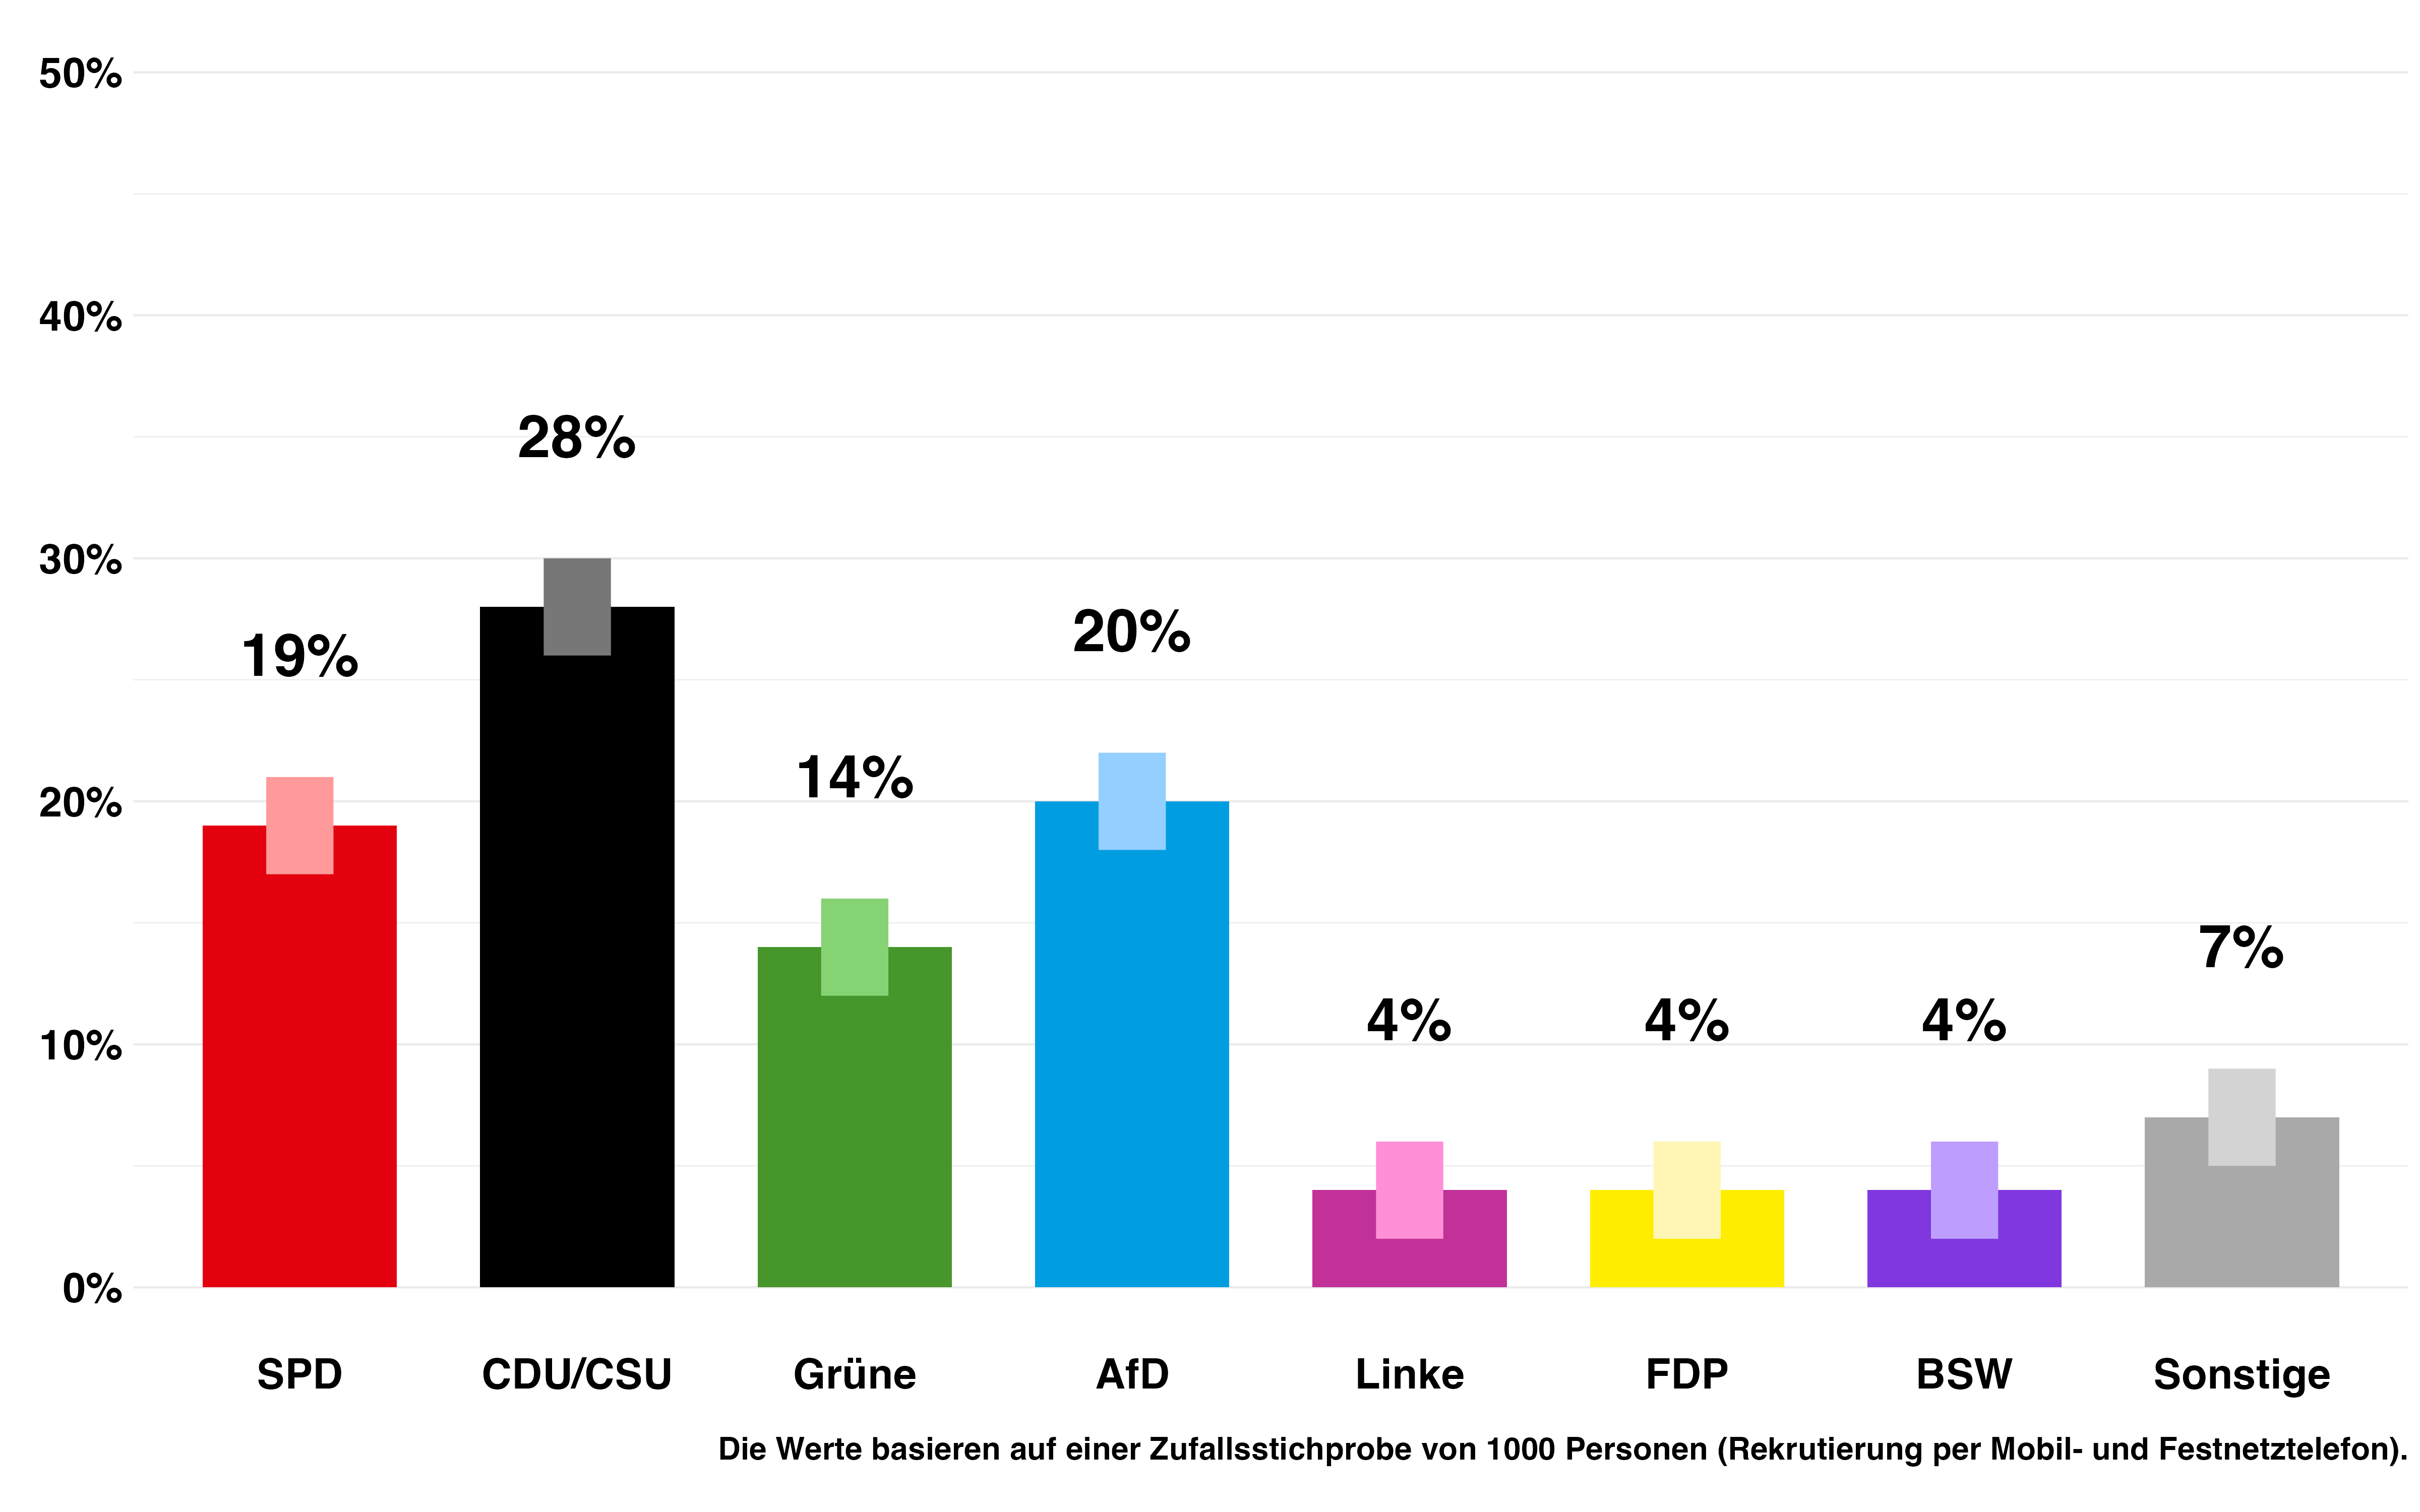 50%
40%
28%
30%
19%
20%
14%
20%
7%
4%
4%
4%
10%
0%
SPD
CDU/CSU
Grüne
AfD
Linke
FDP
BSW
Sonstige
Die Werte basieren auf einer Zufallsstichprobe von 1000 Personen (Rekrutierung per Mobil- und Festnetztelefon).